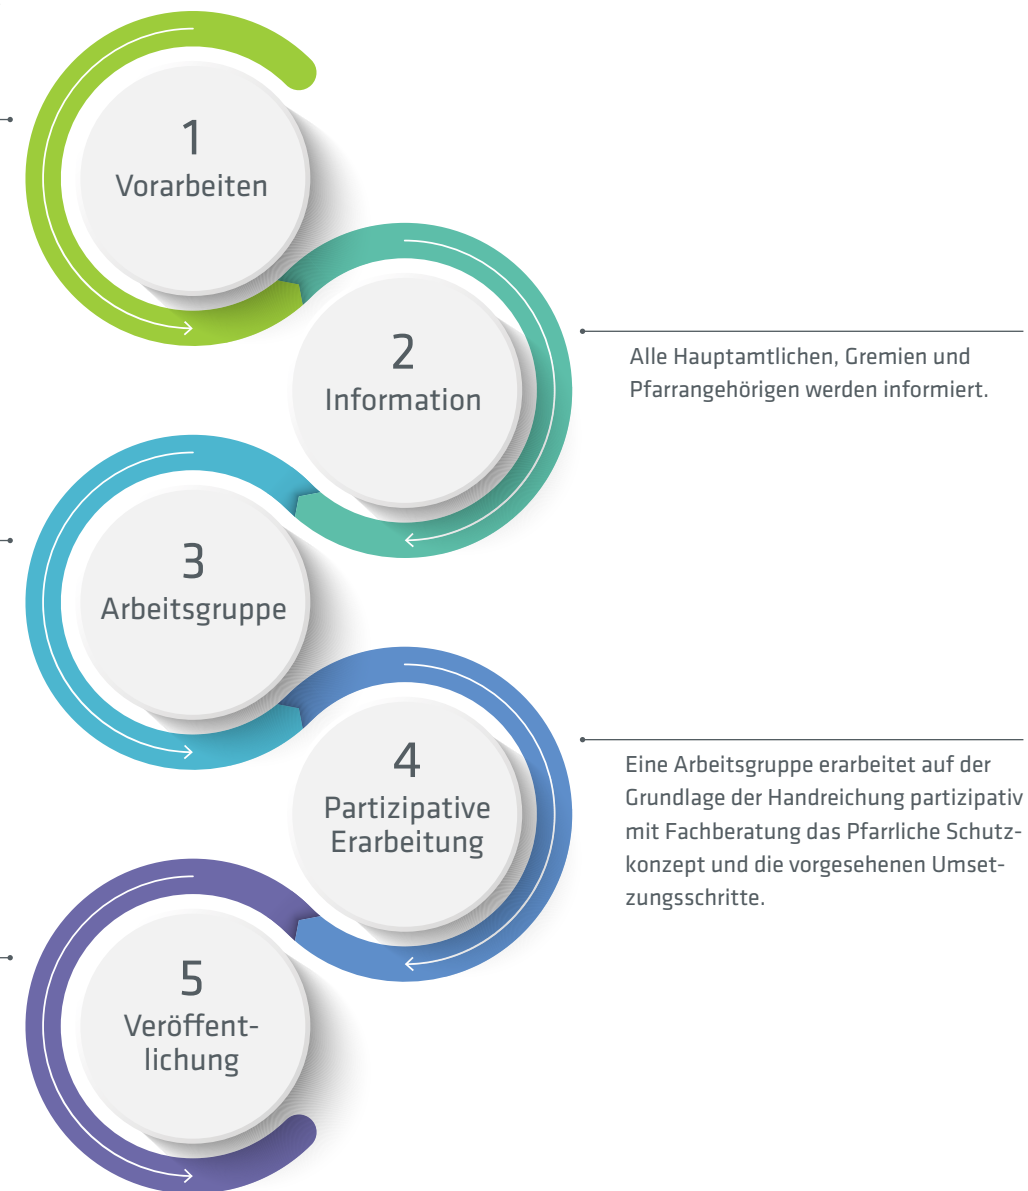 1
Vorarbeiten
2
Information
Alle Hauptamtlichen, Gremien und
Pfarrangehörigen werden informiert.
3
Arbeitsgruppe
4
Partizipative
Erarbeitung
Eine Arbeitsgruppe erarbeitet auf der
Grundlage der Handreichung partizipativ
mit Fachberatung das Pfarrliche Schutz-
konzept und die vorgesehenen Umset-
zungsschritte.
5
Veröffent-
lichung